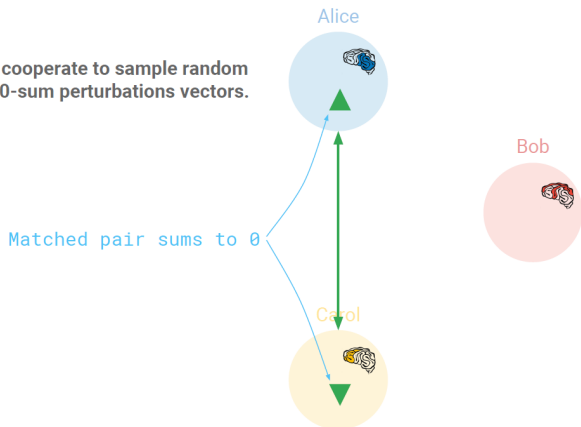 Alice
cooperate to sample random
0-sum perturbations vectors.
Bob
Matched pair sums to 0
Carol